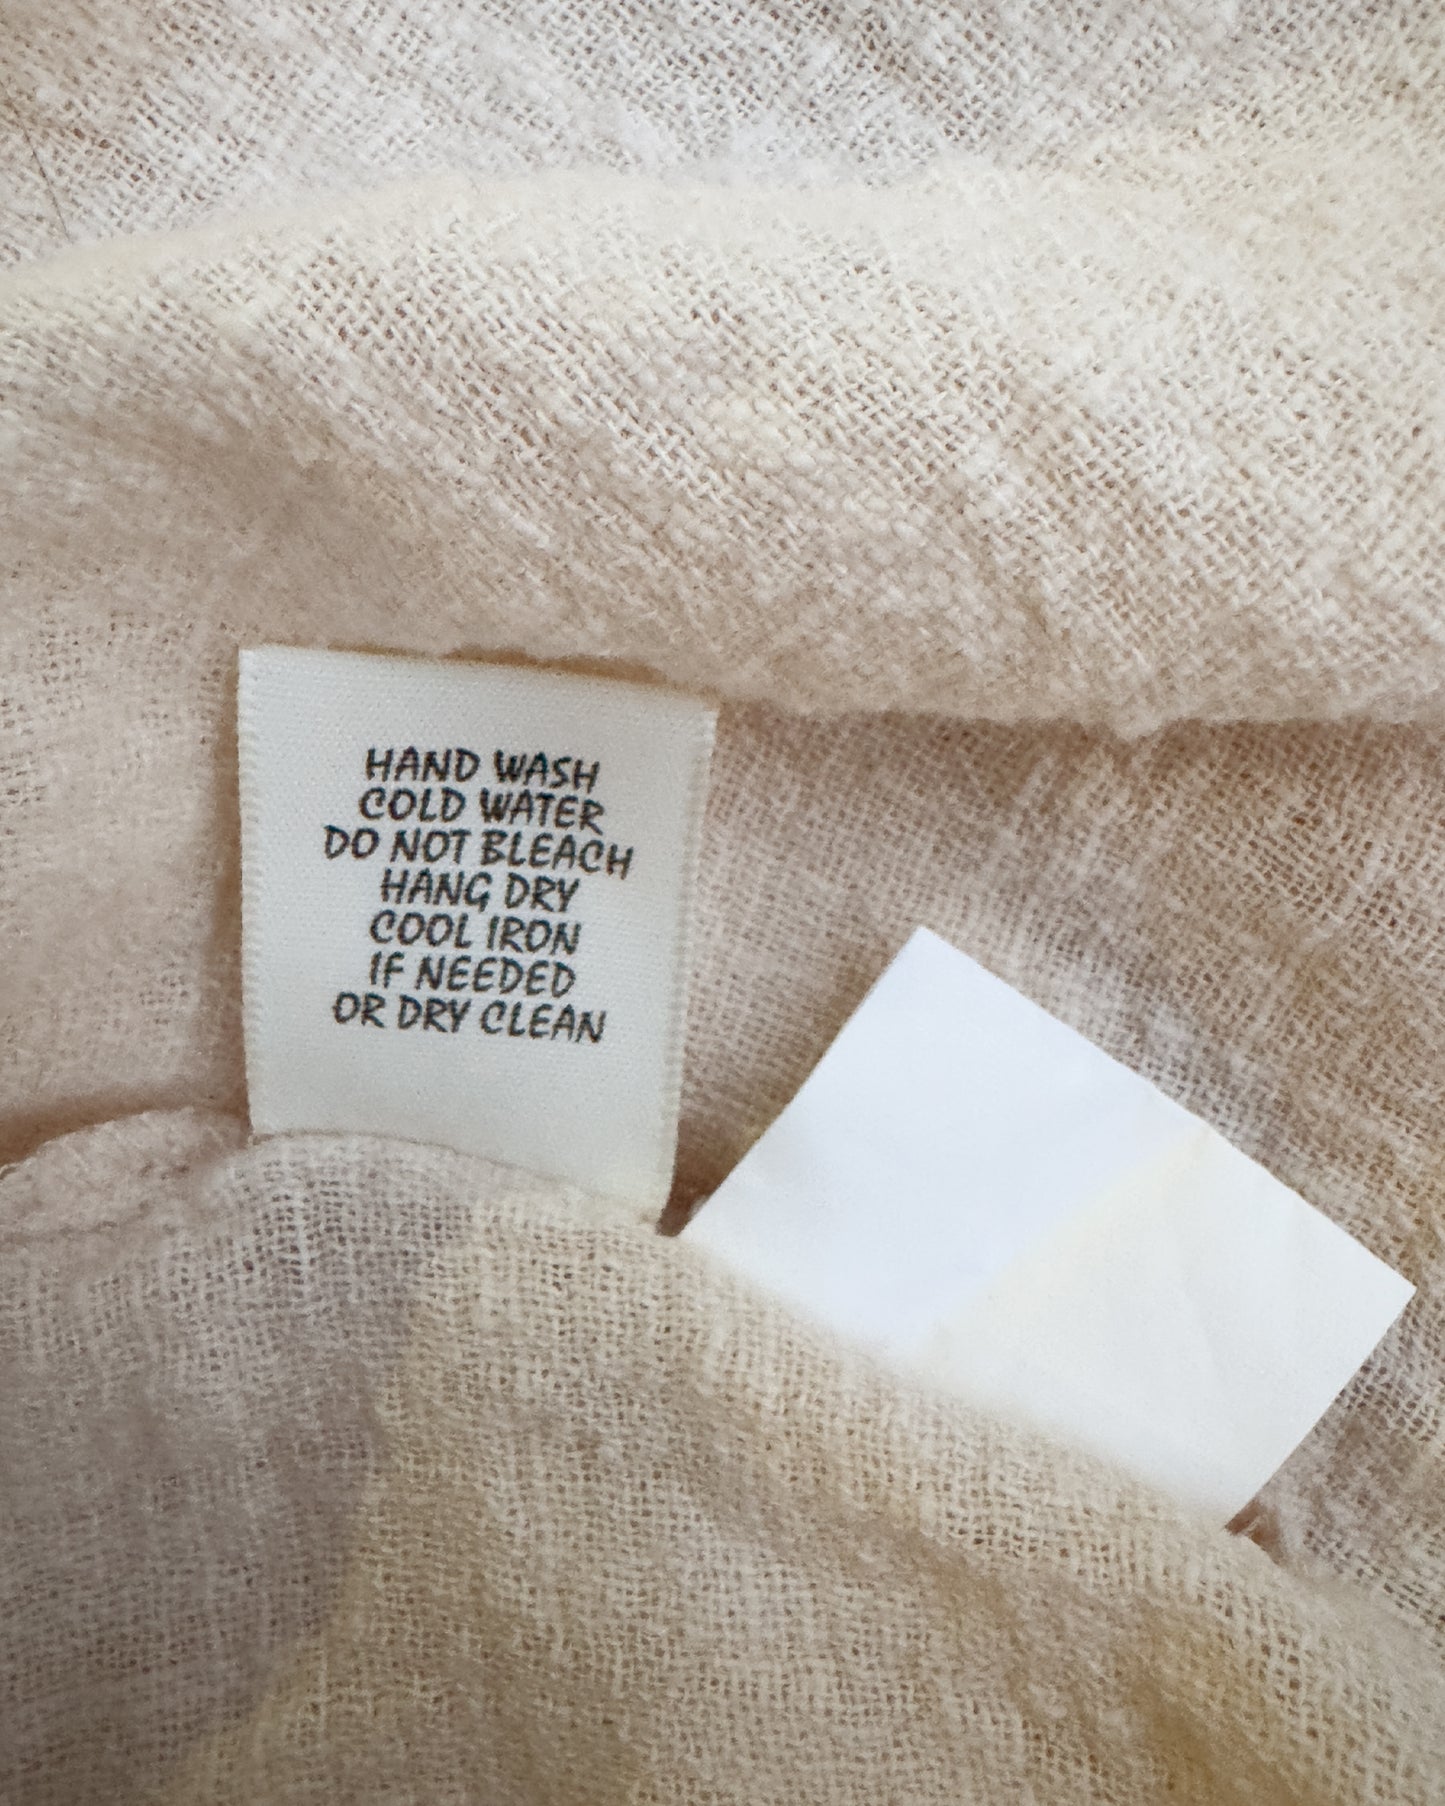 HAND WASH
COLD WATER
DO NOT BLEACH
HANG DRY
COOL IRON
IF NEEDED
OR DRY CLEAN